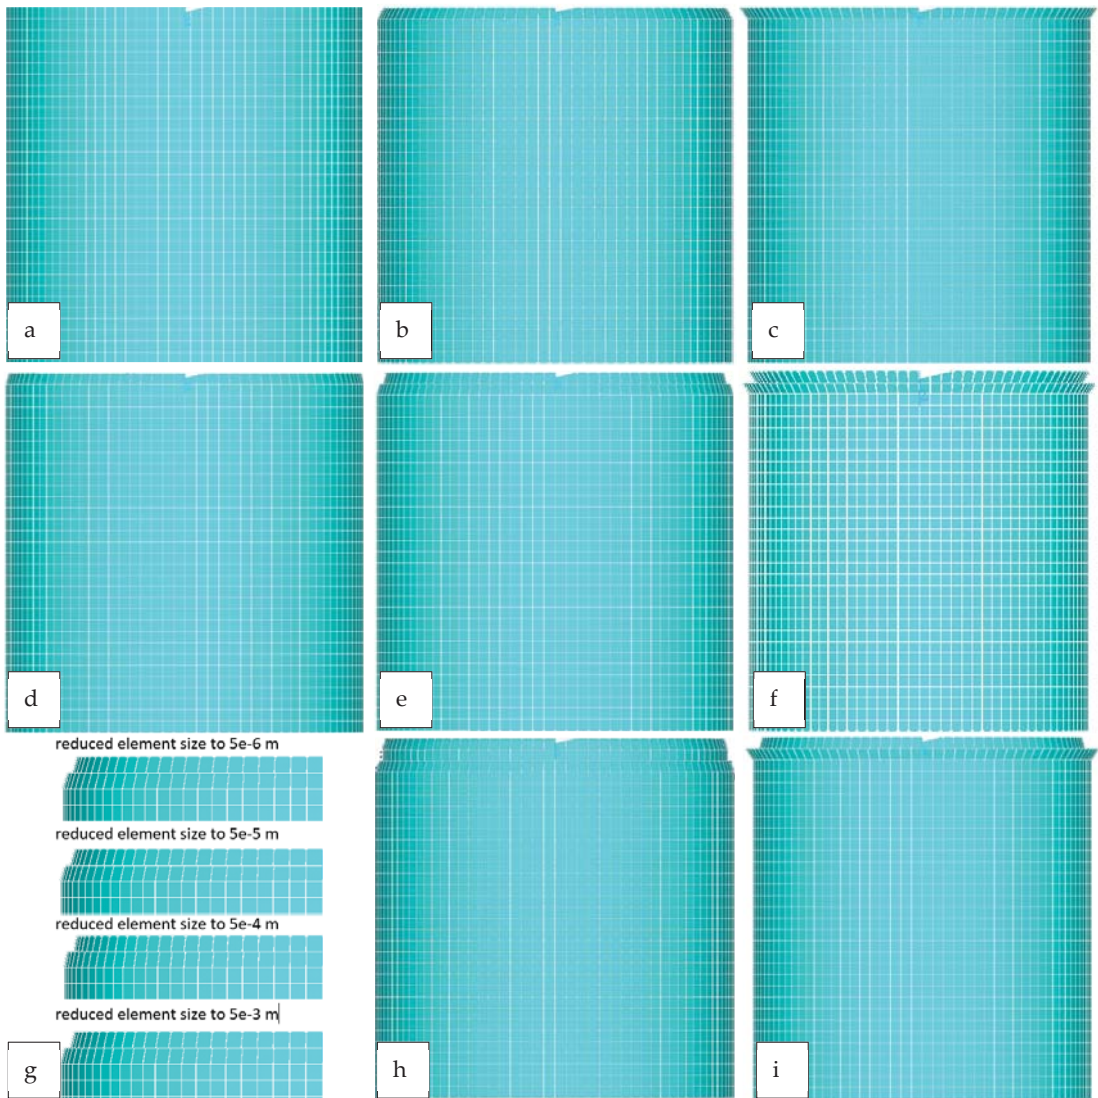 a
b
c
d
e
f
reduced element size to 5e-6 m
reduced element size to 5e-5 m
reduced element size to 5e-4 m
reduced element size to 5e-3 m
g
h
i